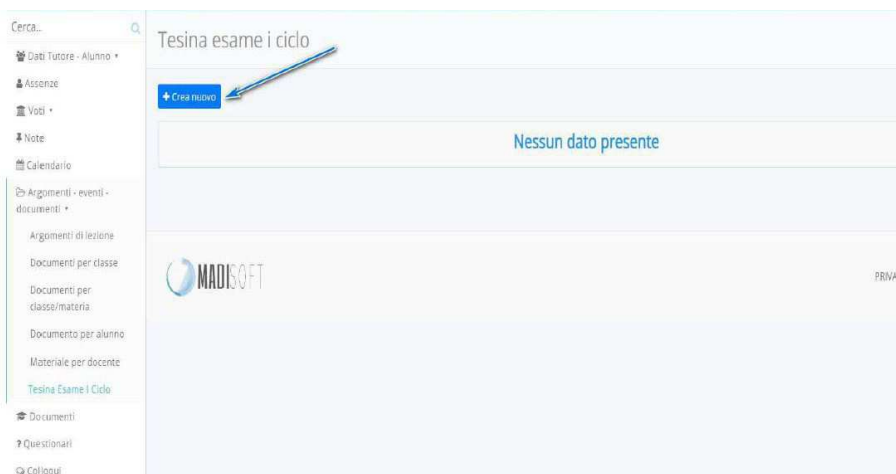 Cerca...
Dati Tutore - Alunno
Assenze
Voti
Note
Calendario
Argomenti - eventi -
documenti
Argomenti di lezione
Documenti per classe
Documenti per
classe/materia
Documento per alunno
Materiale per docente
Tesina Esame I Ciclo
Documenti
? Questionari
Colloqui
Tesina esame i ciclo
+ Crea nuovo
Nessun dato presente
MADISOFT
PRIVA